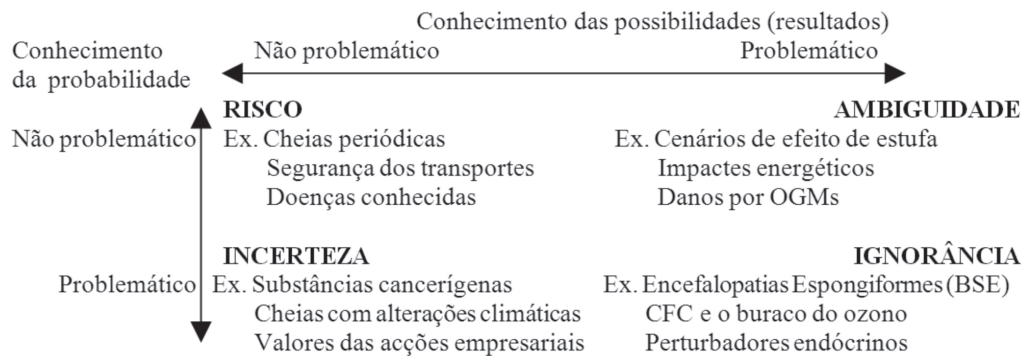 Conhecimento das possibilidades (resultados)
Conhecimento da probabilidade
Não problemático Problemático
RISCO AMBIGUIDADE
Não problemático Ex. Cheias periódicas Ex. Cenários de efeito de estufa
Segurança dos transportes Impactes energéticos
Doenças conhecidas Danos por OGMs
INCERTEZA IGNORÂNCIA
Problemático Ex. Substâncias cancerígenas Ex. Encefalopatias Espongiformes (BSE)
Cheias com alterações climáticas CFC e o buraco do ozono
Valores das acções empresariais Perturbadores endócrinos